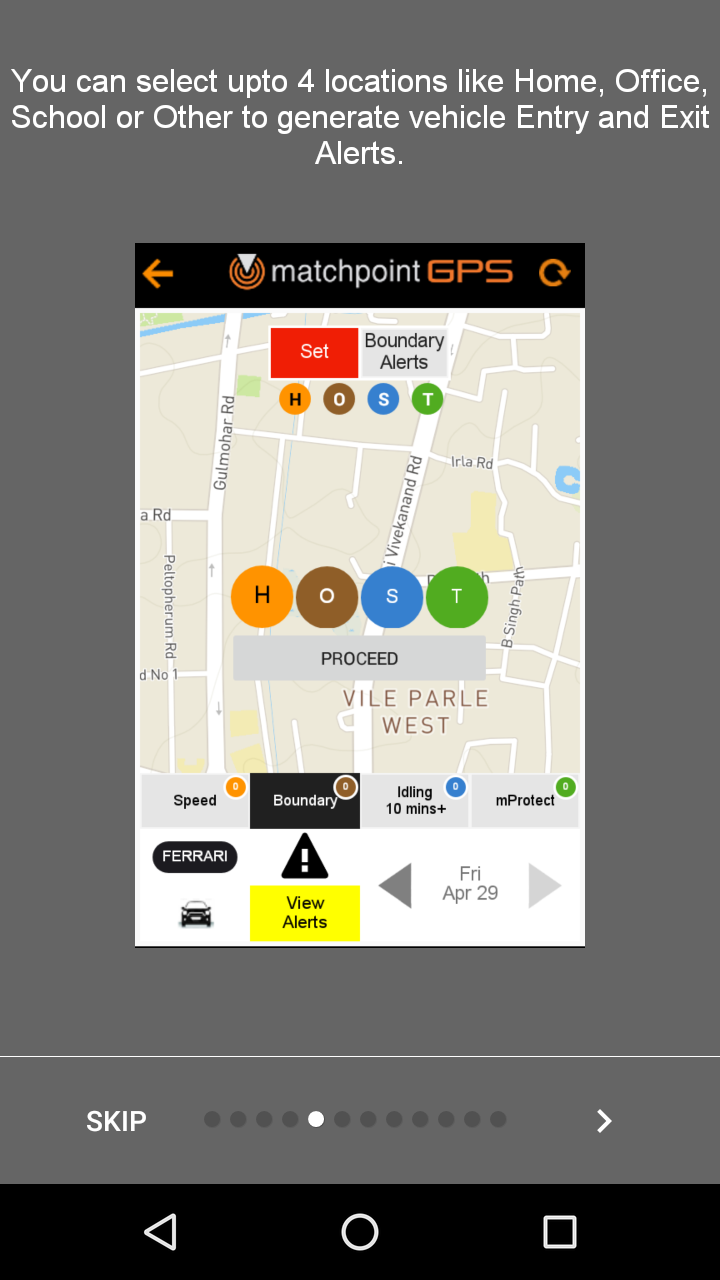 You can select upto 4 locations like Home, Office,
School or Other to generate vehicle Entry and Exit
Alerts.
matchpoint GPS
Set
Boundary
Alerts
H O S T
Gulmohar Rd
Irla Rd
i Vivekanand Rd
a Rd
Peltopherum Rd
B Singh Path
H O S T
PROCEED
d No 1
VILE PARLE
WEST
Speed 0
Boundary 0
Idling
10 mins+ 0
mProtect 0
FERRARI
View
Alerts
Fri
Apr 29
SKIP